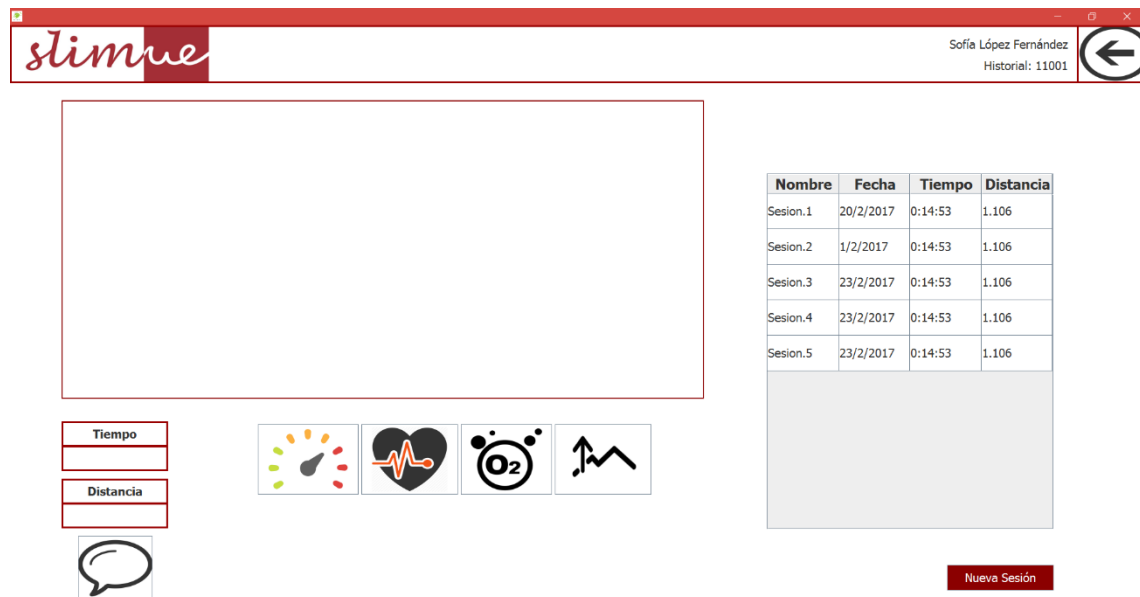 slimue
Sofía López Fernández
Historial: 11001
Nombre Fecha Tiempo Distancia
Sesion.1 20/2/2017 0:14:53 1.106
Sesion.2 1/2/2017 0:14:53 1.106
Sesion.3 23/2/2017 0:14:53 1.106
Sesion.4 23/2/2017 0:14:53 1.106
Sesion.5 23/2/2017 0:14:53 1.106
Tiempo
Distancia
O2
Nueva Sesión